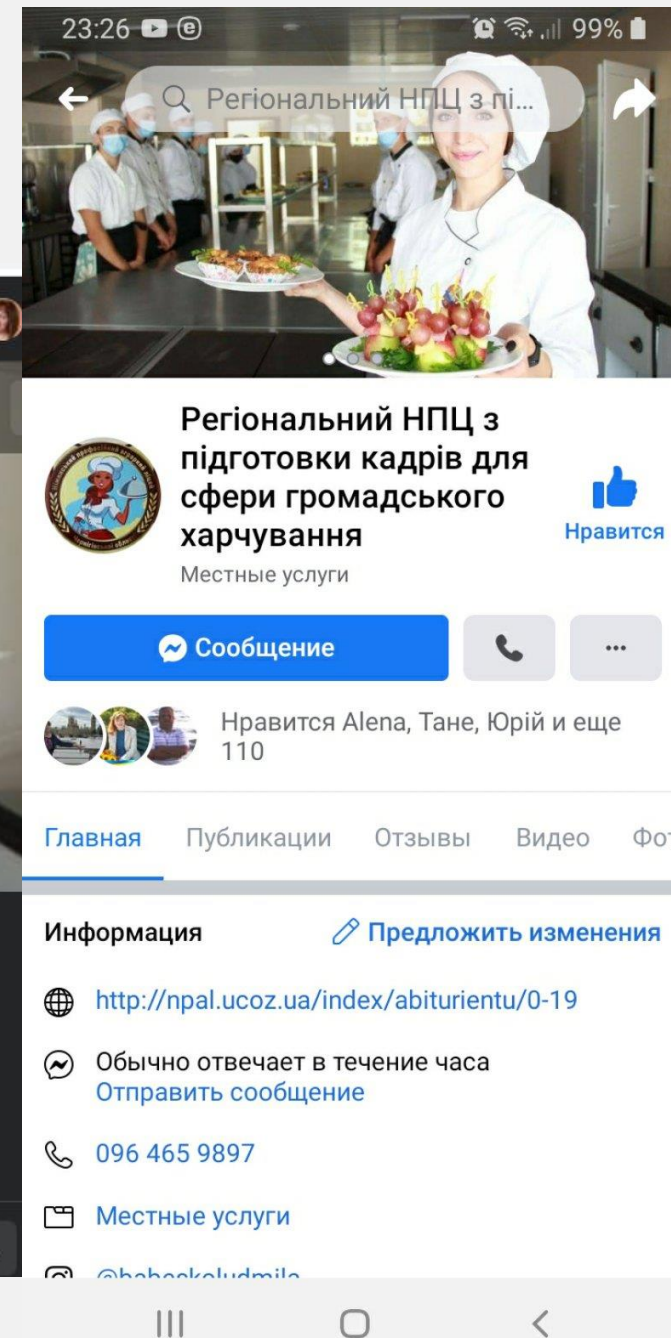 23:26
99%
Регіональний НПЦ з пі...
Регіональний НПЦ з
підготовки кадрів для
сфери громадського
харчування
Нравится
Местные услуги
Сообщение
Нравится Alena, Тане, Юрій и еще
110
Главная Публикации Отзывы Видео Фот
Информация
Предложить изменения
http://npal.ucoz.ua/index/abiturientu/0-19
Обычно отвечает в течение часа
Отправить сообщение
096 465 9897
Местные услуги